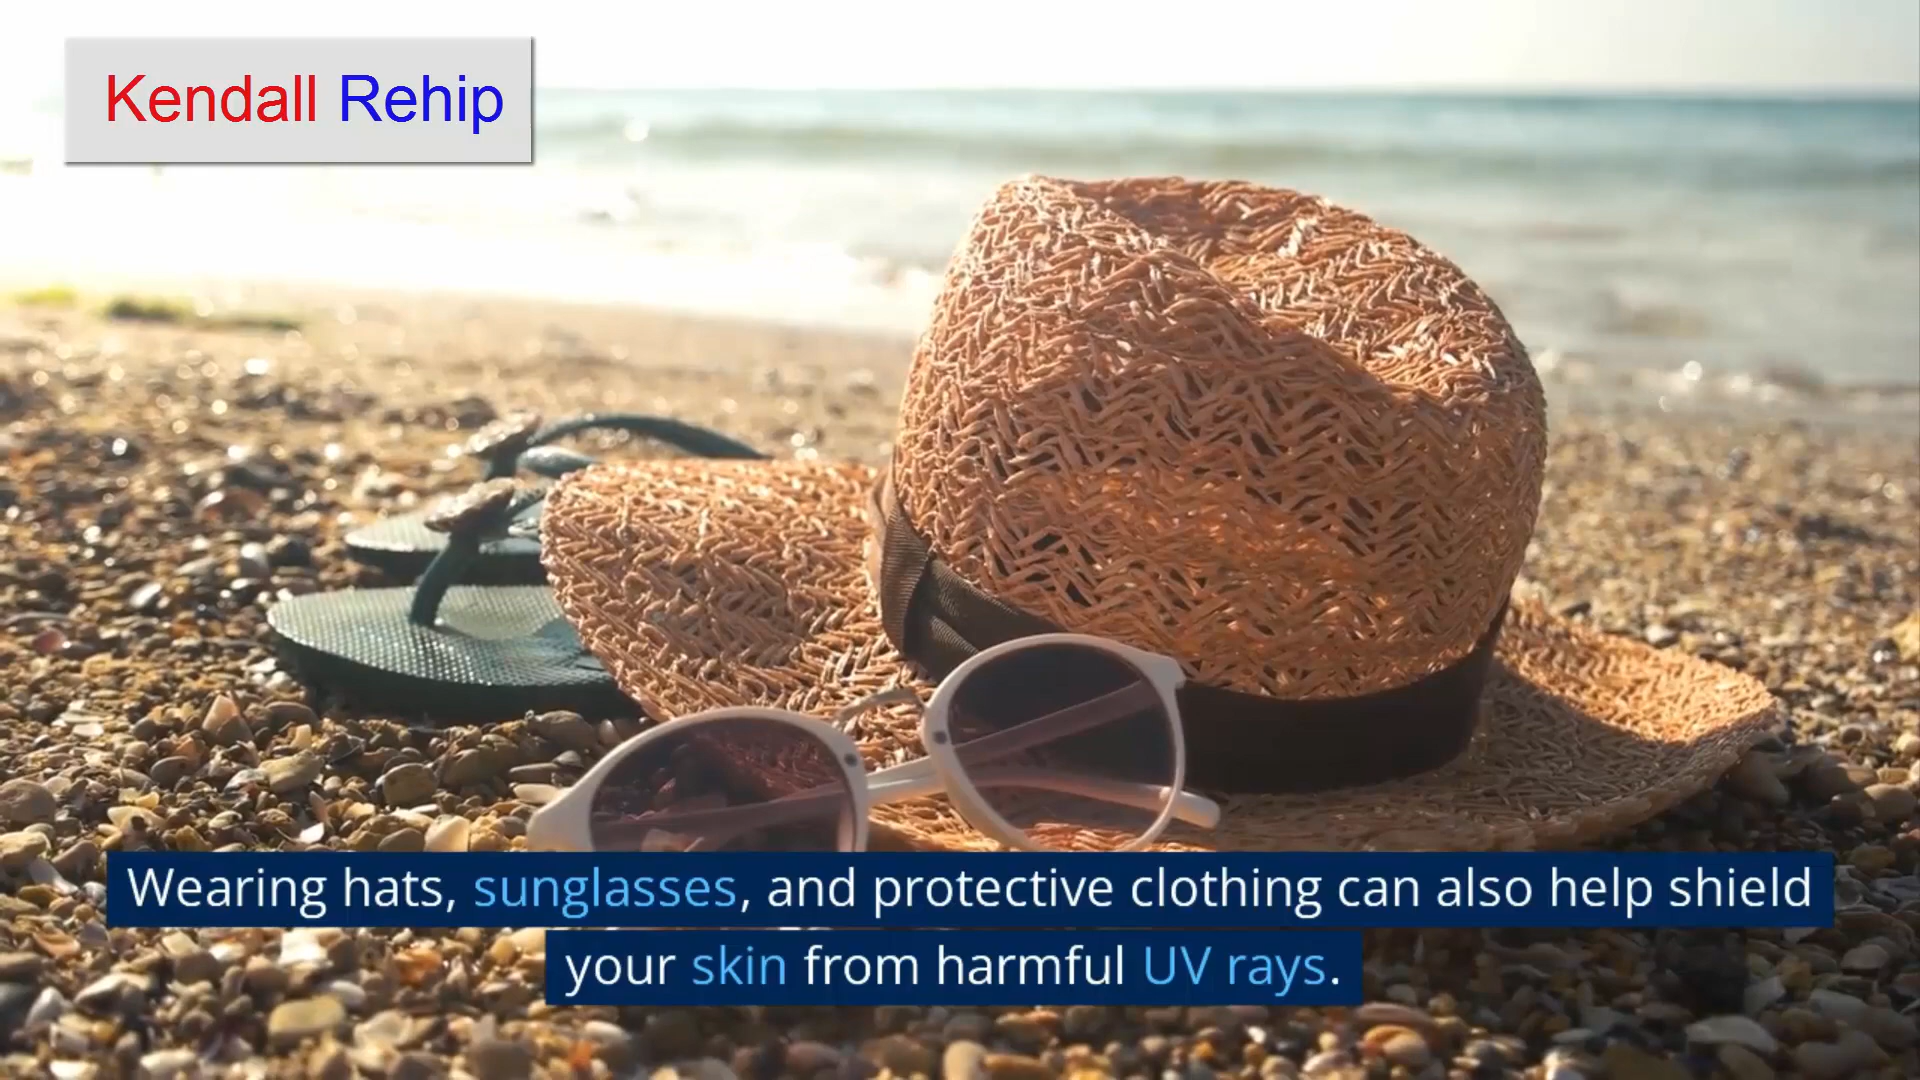 Kendall Rehip
Wearing hats, sunglasses, and protective clothing can also help shield
your skin from harmful UV rays.